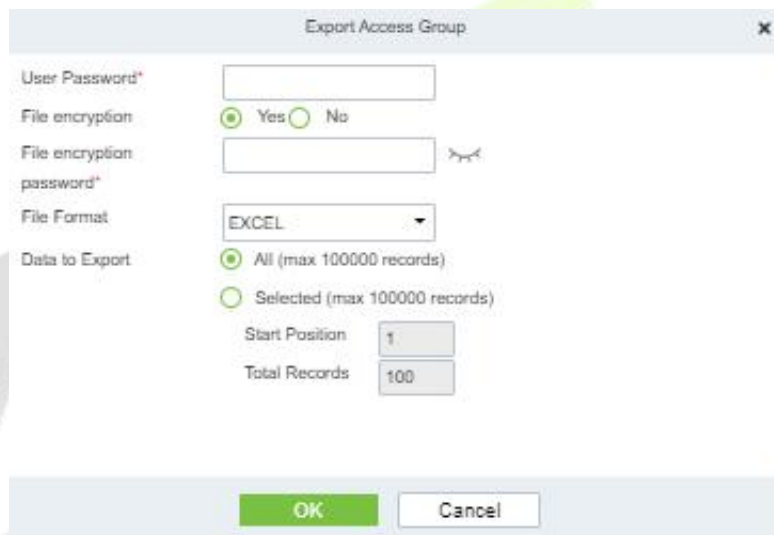 Export Access Group
User Password*
File encryption Yes No
File encryption
password*
File Format EXCEL
Data to Export All (max 100000 records)
Selected (max 100000 records)
Start Position 1
Total Records 100
OK Cancel